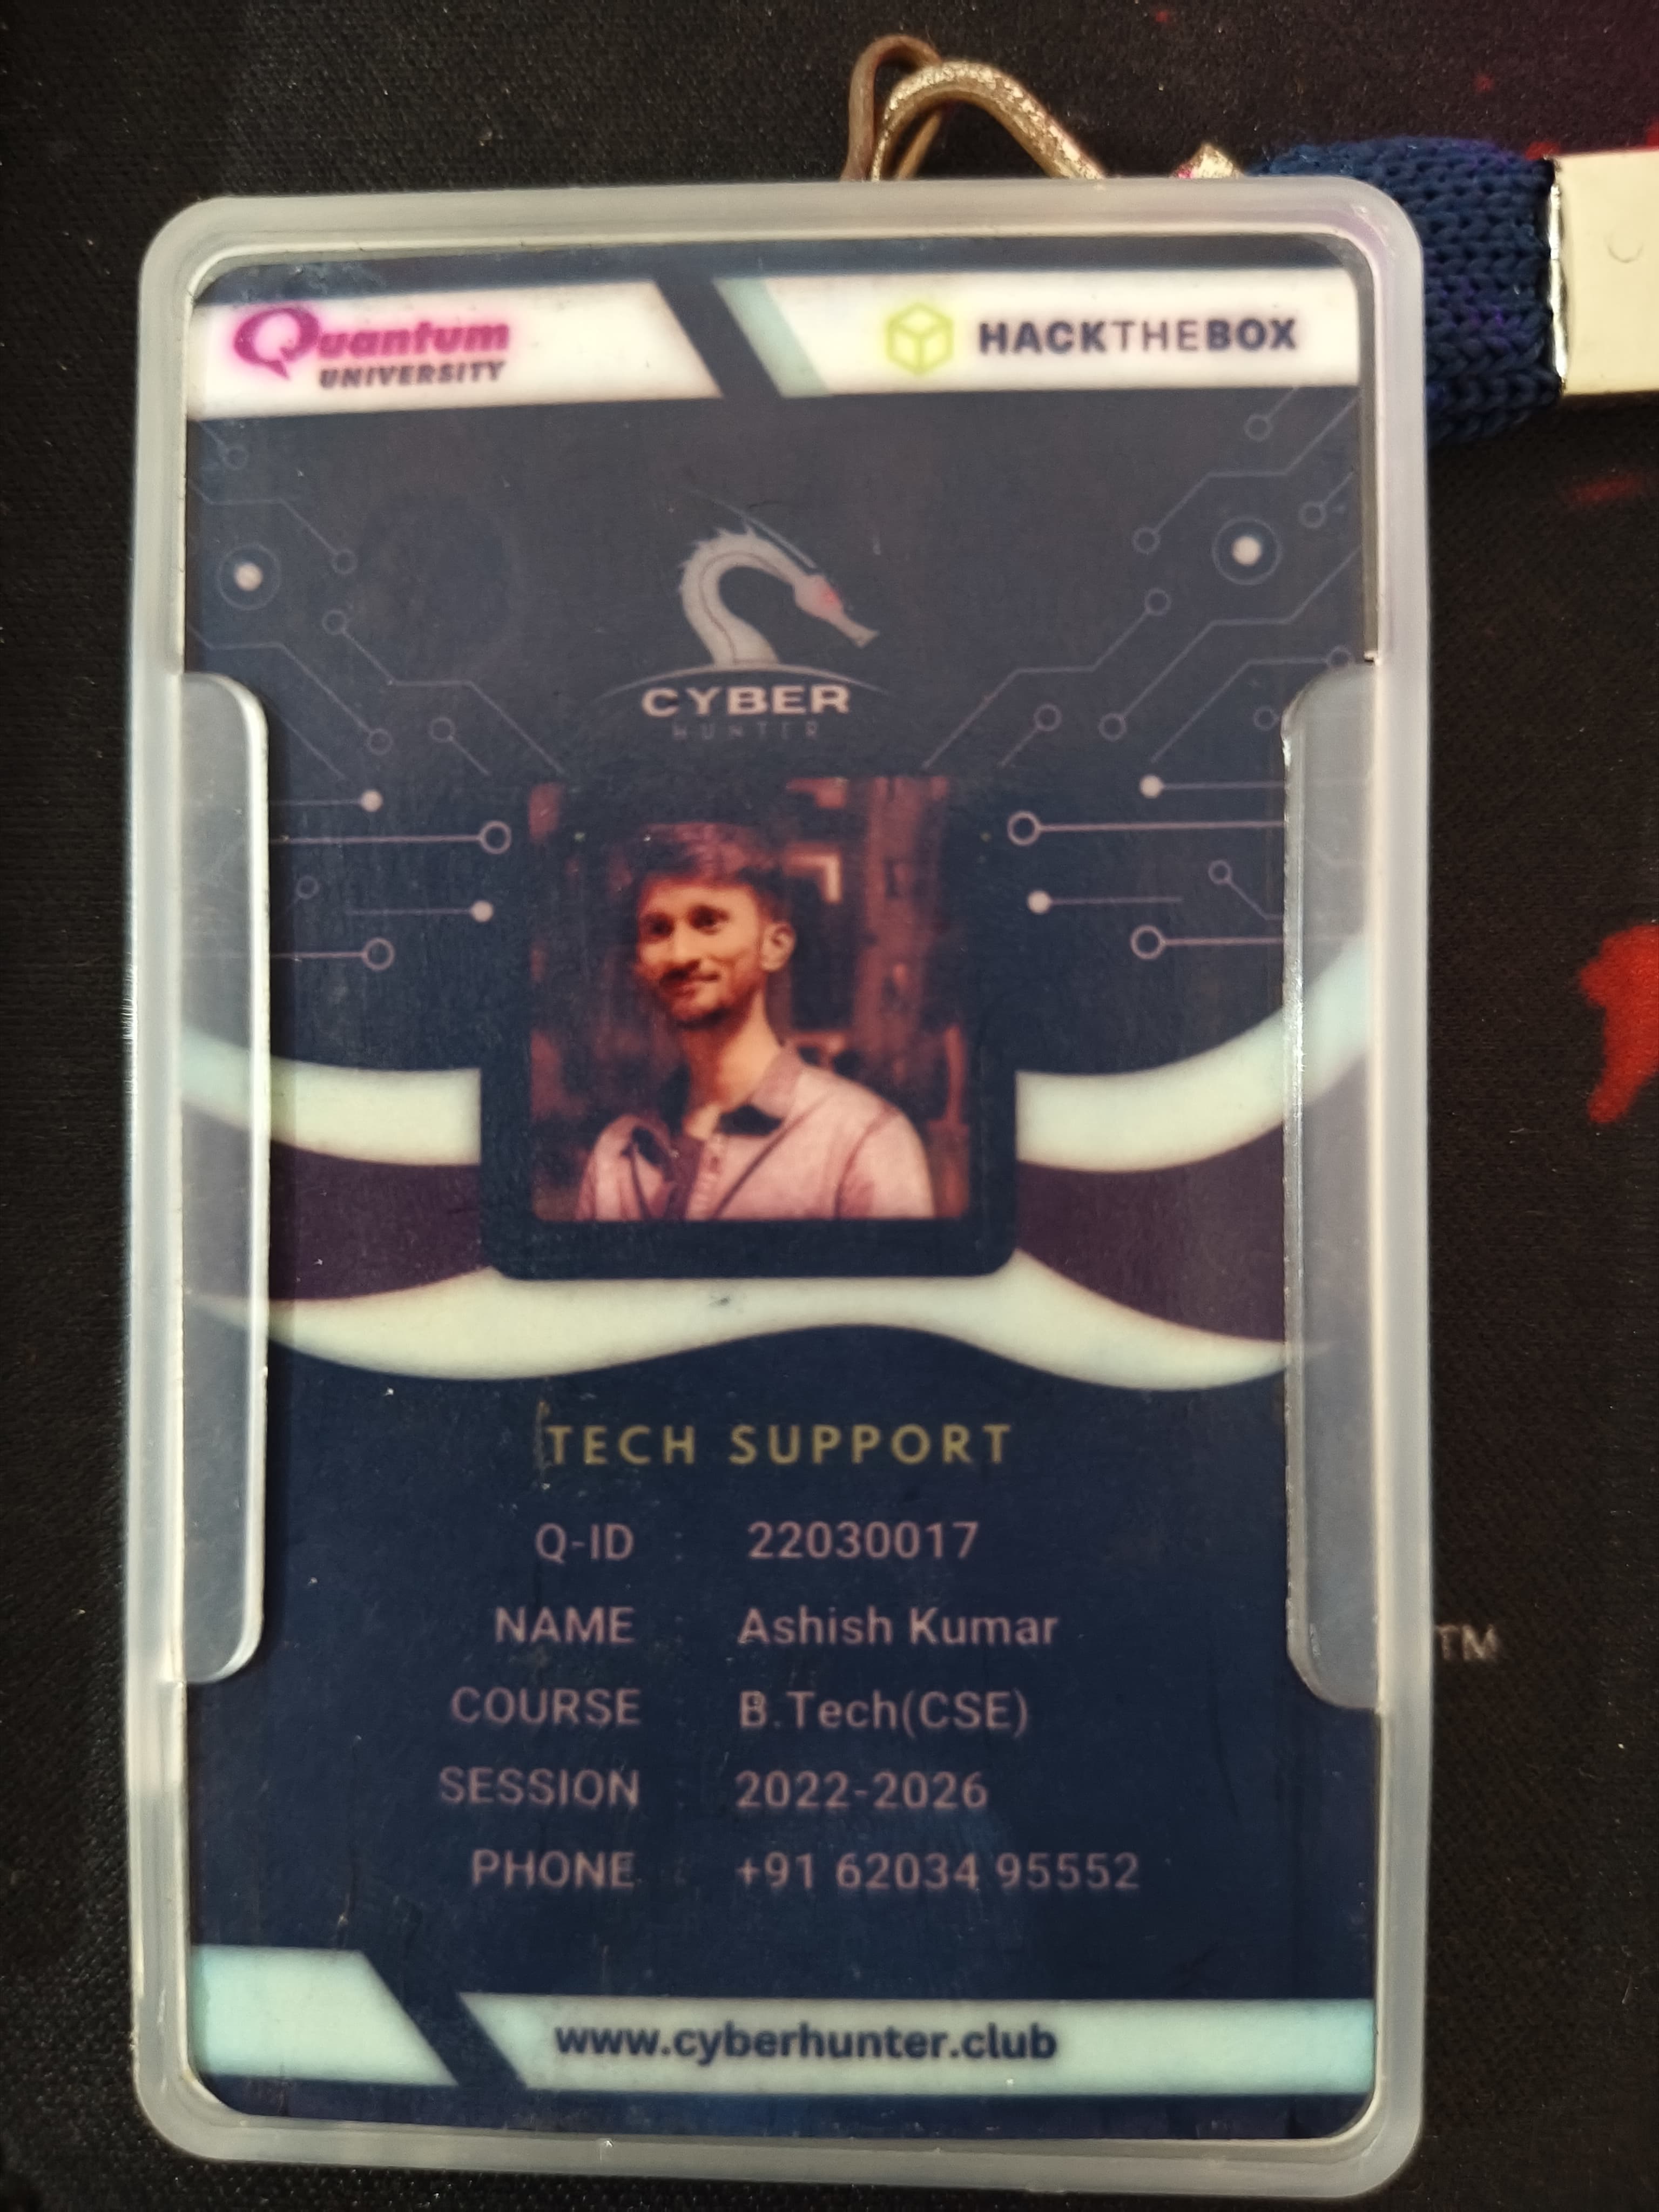 Quantum
UNIVERSITY
HACKTHEBOX
CYBER
HUNTER
TECH SUPPORT
Q-ID : 22030017
NAME : Ashish Kumar
COURSE : B.Tech(CSE)
SESSION : 2022-2026
PHONE : +91 62034 95552
TM
www.cyberhunter.club